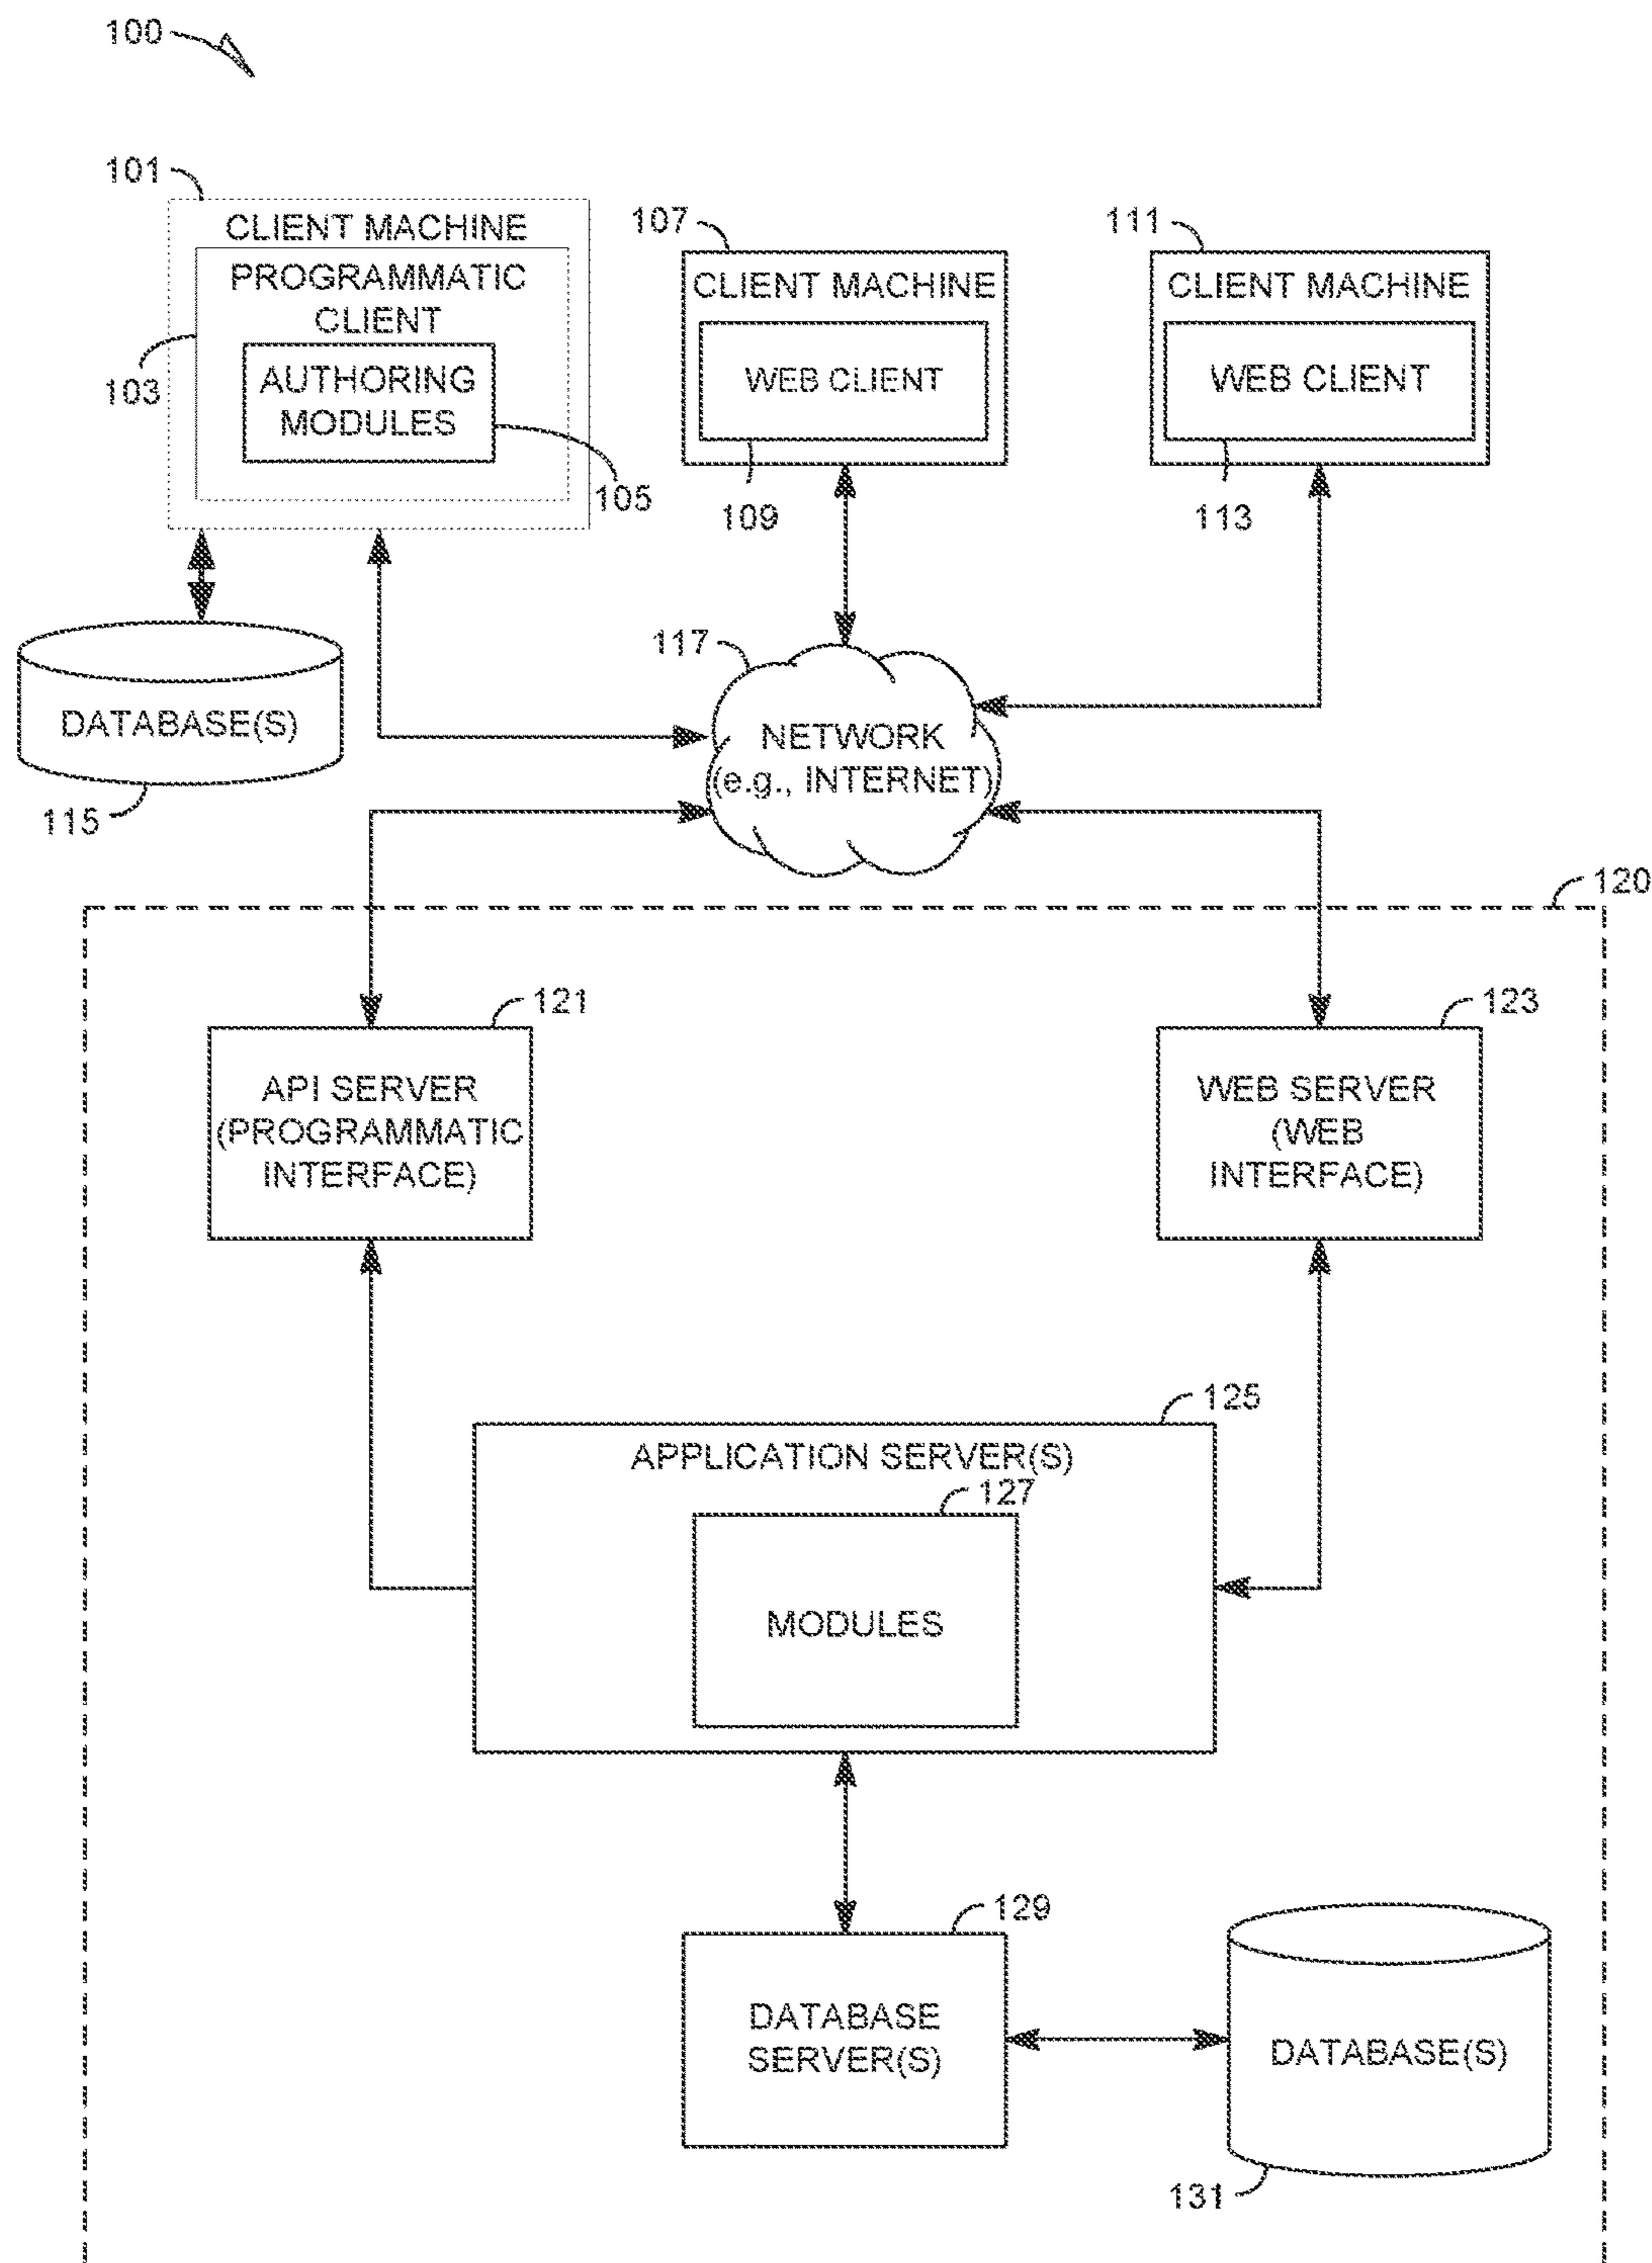 100
101
CLIENT MACHINE
PROGRAMMATIC
CLIENT
103
AUTHORING
MODULES
105
107
CLIENT MACHINE
WEB CLIENT
109
111
CLIENT MACHINE
WEB CLIENT
113
DATABASE(S)
115
117
NETWORK
(e.g., INTERNET)
120
121
API SERVER
(PROGRAMMATIC
INTERFACE)
123
WEB SERVER
(WEB
INTERFACE)
125
APPLICATION SERVER(S)
127
MODULES
129
DATABASE
SERVER(S)
DATABASE(S)
131